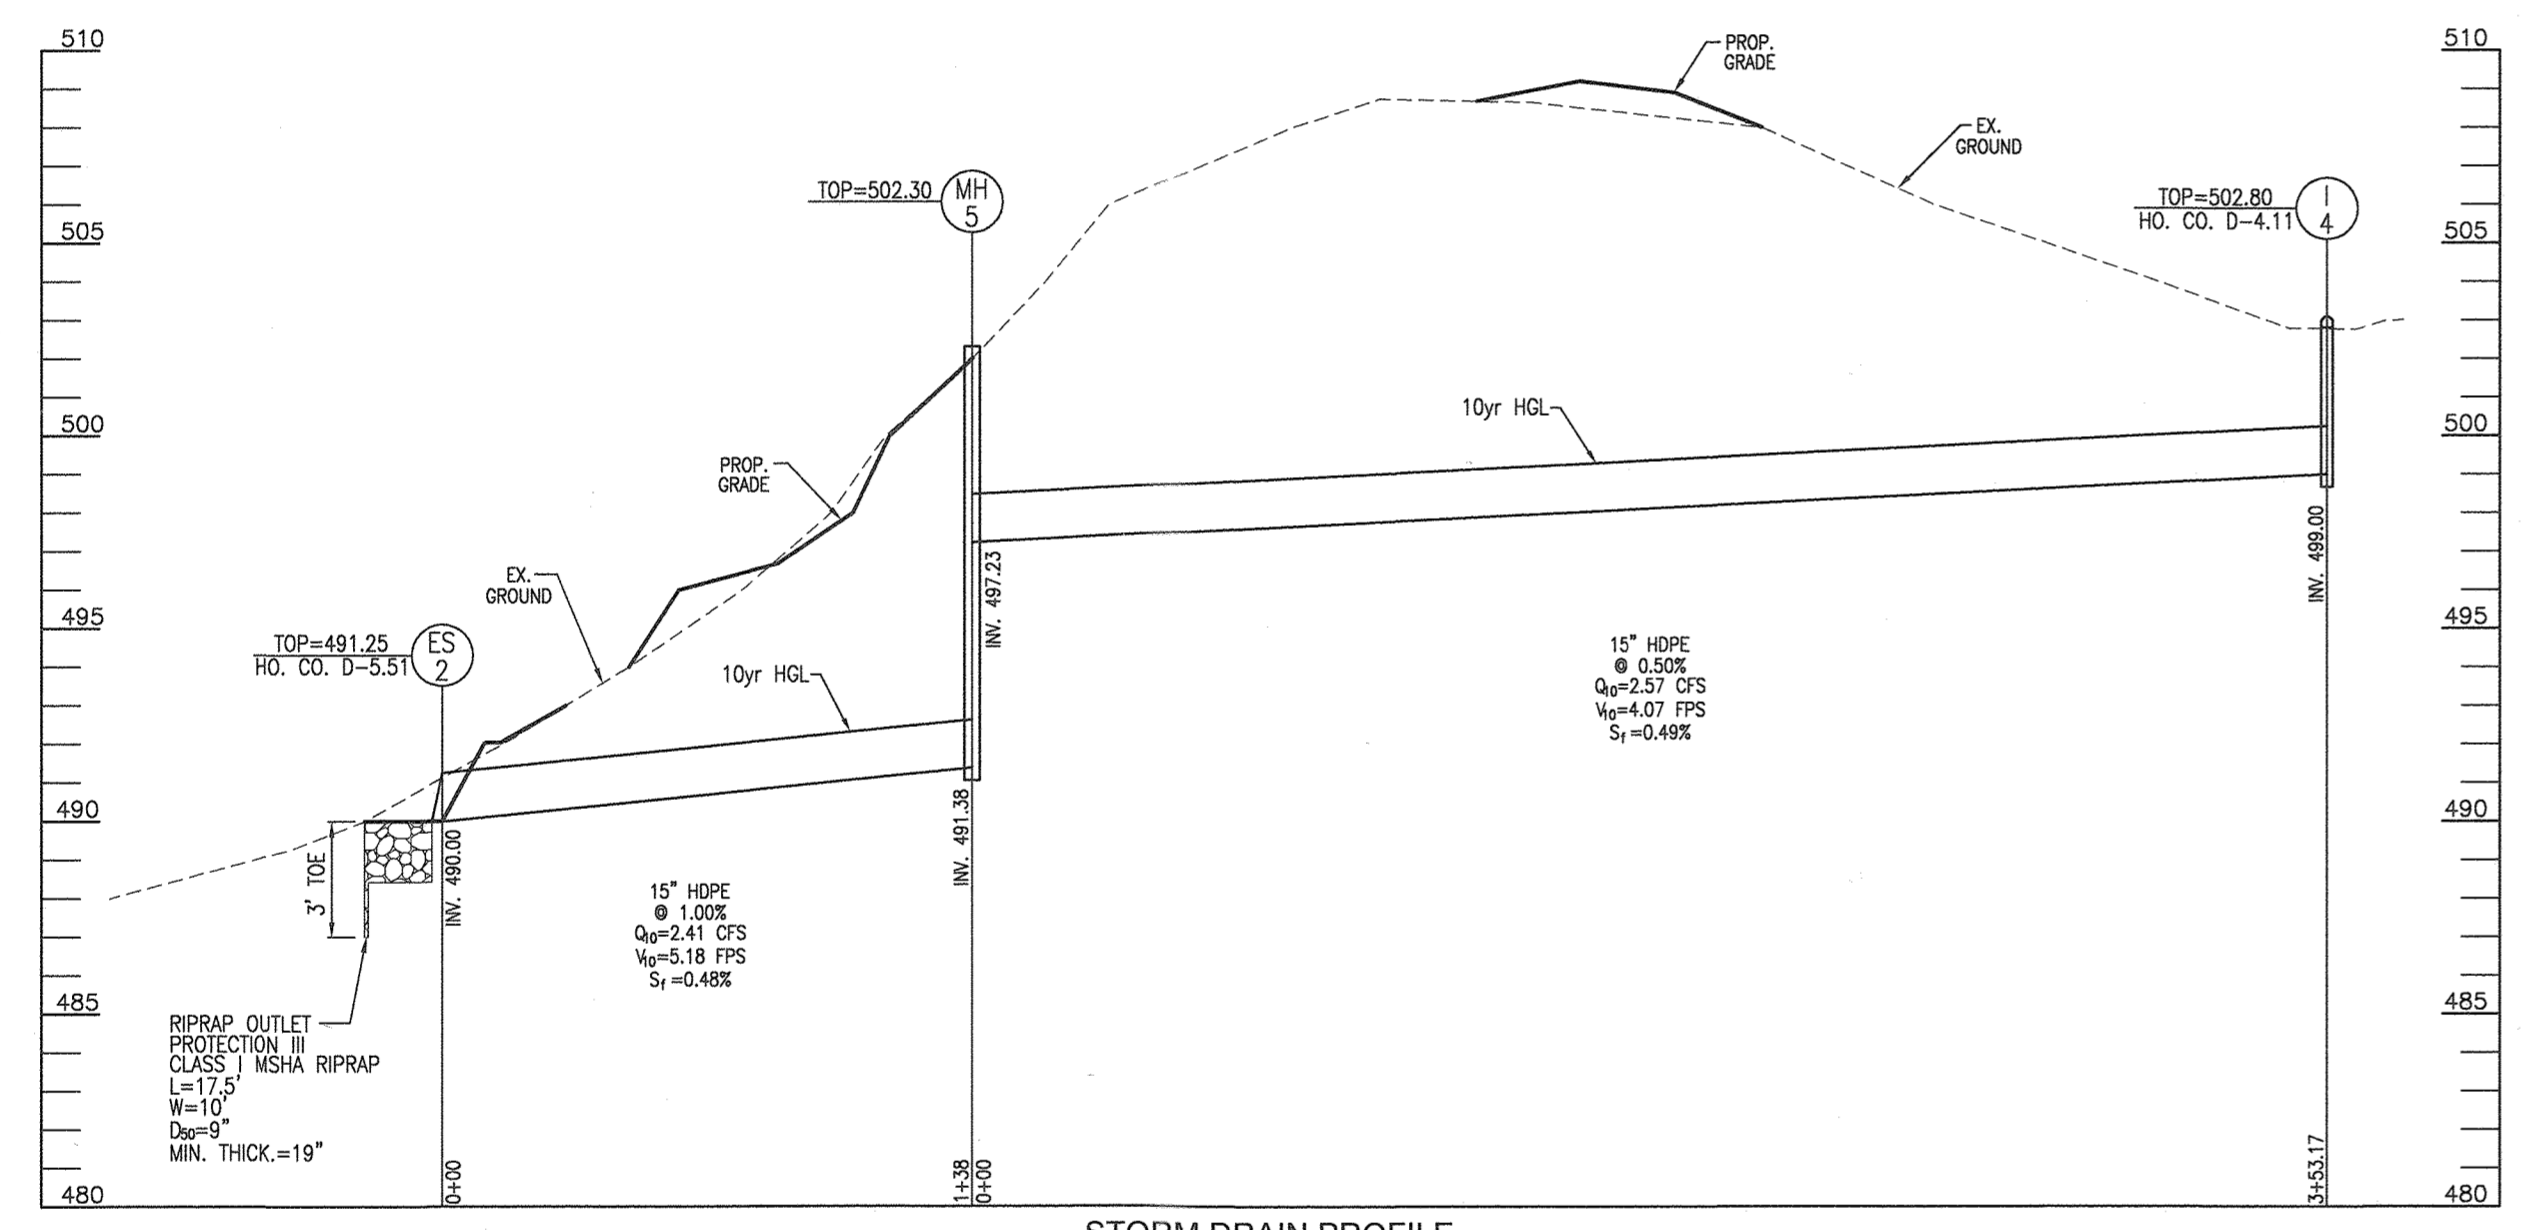 510
505
500
495
490
485
480
TOP=491.25
HO. CO. D-5.51
ES
2
EX.
GROUND
PROP.
GRADE
10yr HGL
3' TOE
INV. 490.00
RIPRAP OUTLET
PROTECTION III
CLASS I MSHA RIPRAP
L=17.5'
W=10'
D50=9"
MIN. THICK.=19"
0+00
15" HDPE
@ 1.00%
Q10=2.41 CFS
V10=5.18 FPS
Sf=0.48%
TOP=502.30
MH
5
INV. 497.23
INV. 491.38
1+38
0+00
PROP.
GRADE
EX.
GROUND
10yr HGL
15" HDPE
@ 0.50%
Q10=2.57 CFS
V10=4.07 FPS
Sf=0.49%
TOP=502.80
HO. CO. D-4.11
I
4
INV. 499.00
3+53.17
510
505
500
495
490
485
480
STORM DRAIN PROFILE